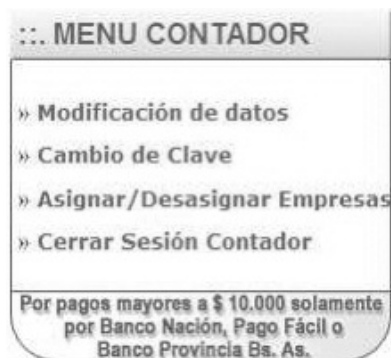 ::. MENU CONTADOR
» Modificación de datos
» Cambio de Clave
» Asignar/Desasignar Empresas
» Cerrar Sesión Contador
Por pagos mayores a $ 10.000 solamente
por Banco Nación, Pago Fácil o
Banco Provincia Bs. As.